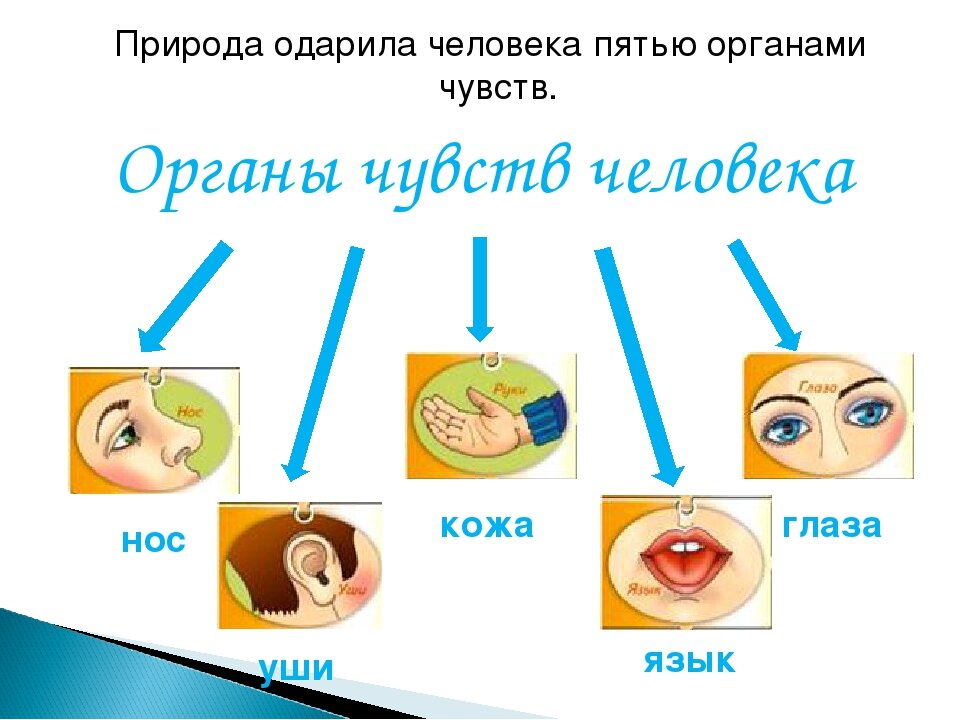 Природа одарила человека пятью органами
чувств.
Органы чувств человека
Нос
Руки
Глаза
нос
Уши
кожа
Язык
глаза
уши
язык